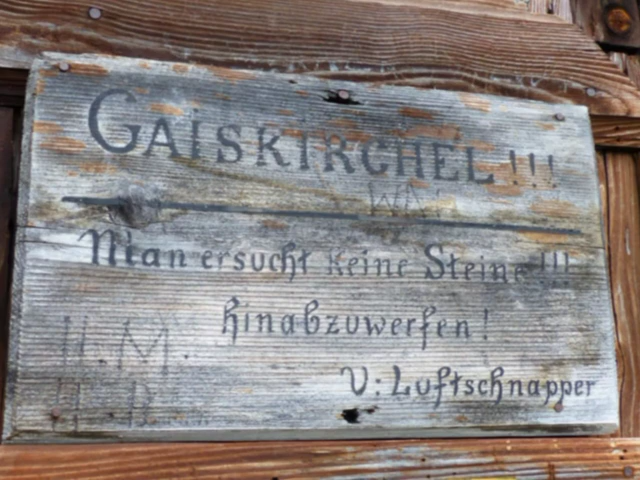 GAISKIRCHEL!!!
Man ersucht keine Steine!!!
hinabzuwerfen!
V: Luftschnapper
H. M.